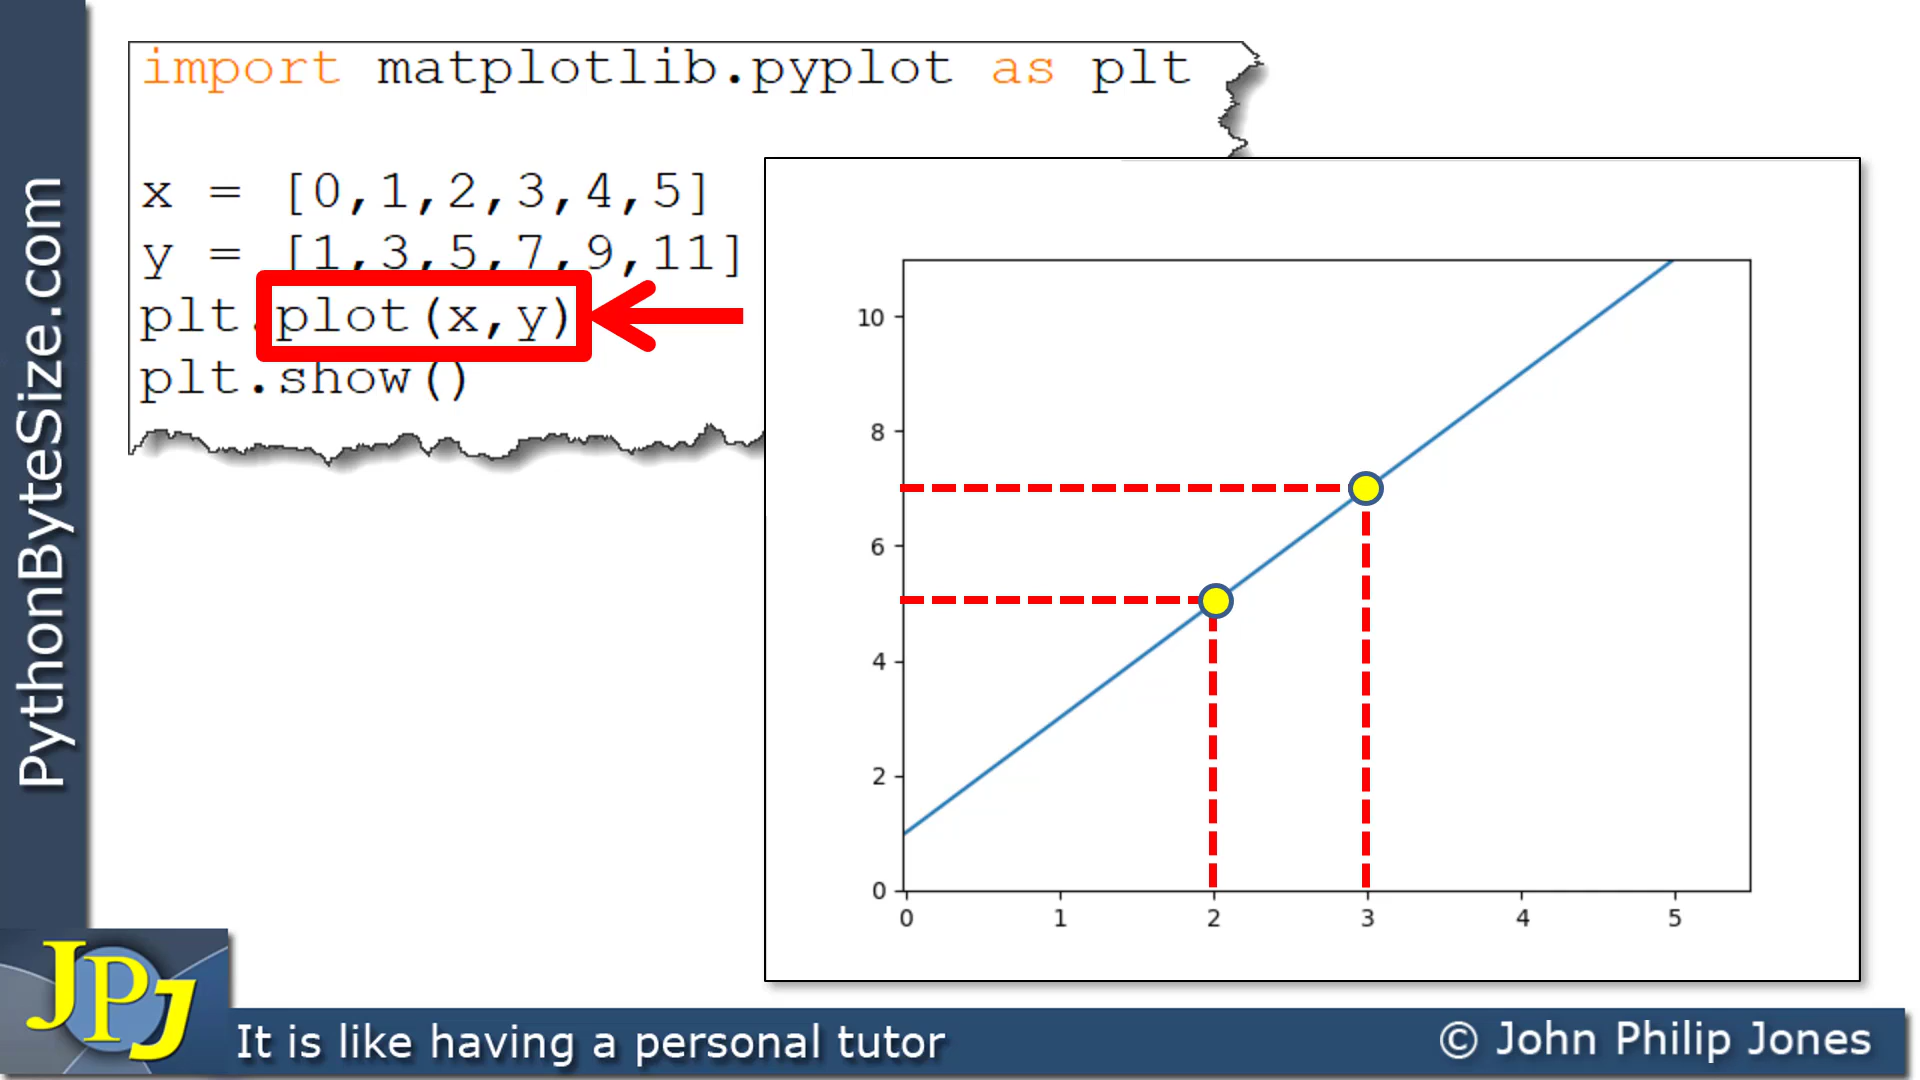 PythonByteSize.com
import matplotlib.pyplot as plt
x = [0,1,2,3,4,5]
y = [1,3,5,7,9,11]
plt.plot(x,y)
plt.show()
10
8
6
4
2
0
0 1 2 3 4 5
JPJ
It is like having a personal tutor
© John Philip Jones